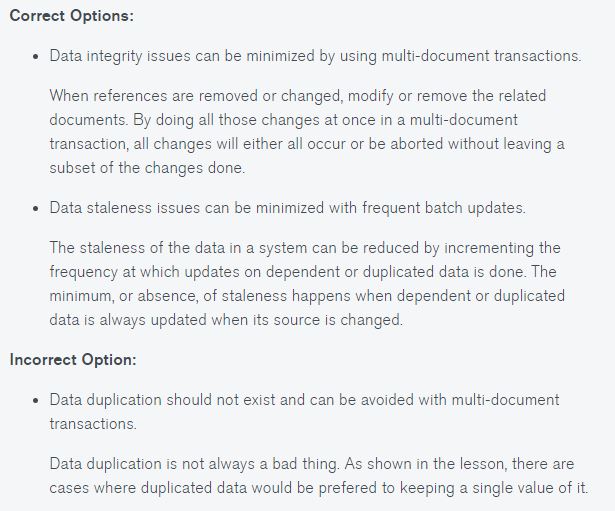 Correct Options:
• Data integrity issues can be minimized by using multi-document transactions.
When references are removed or changed, modify or remove the related
documents. By doing all those changes at once in a multi-document
transaction, all changes will either all occur or be aborted without leaving a
subset of the changes done.
• Data staleness issues can be minimized with frequent batch updates.
The staleness of the data in a system can be reduced by incrementing the
frequency at which updates on dependent or duplicated data is done. The
minimum, or absence, of staleness happens when dependent or duplicated
data is always updated when its source is changed.
Incorrect Option:
• Data duplication should not exist and can be avoided with multi-document
transactions.
Data duplication is not always a bad thing. As shown in the lesson, there are
cases where duplicated data would be prefered to keeping a single value of it.